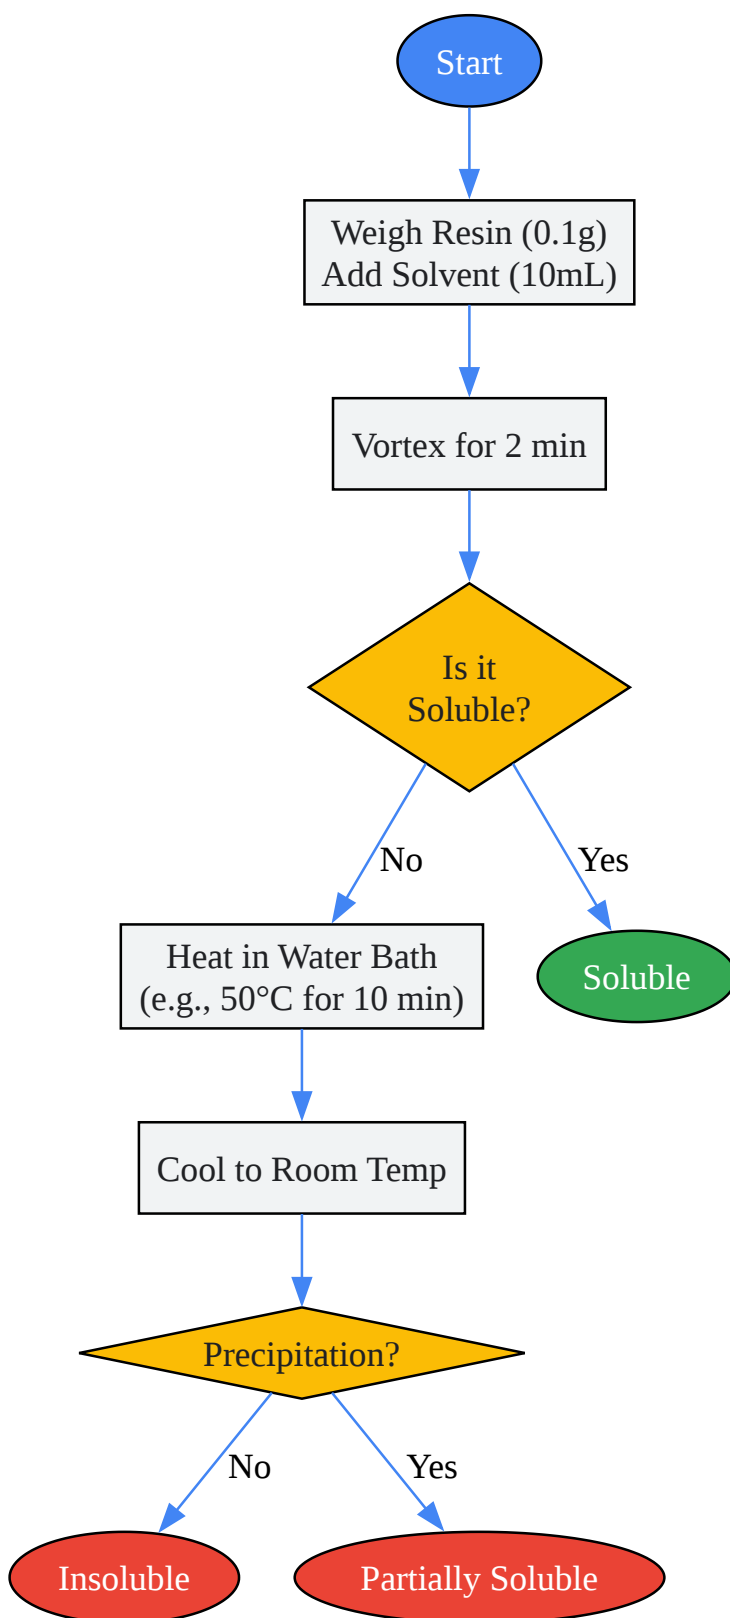 Start
Weigh Resin (0.1g)
Add Solvent (10mL)
Vortex for 2 min
Is it
Soluble?
No
Yes
Heat in Water Bath
(e.g., 50°C for 10 min)
Soluble
Cool to Room Temp
Precipitation?
No
Yes
Insoluble
Partially Soluble